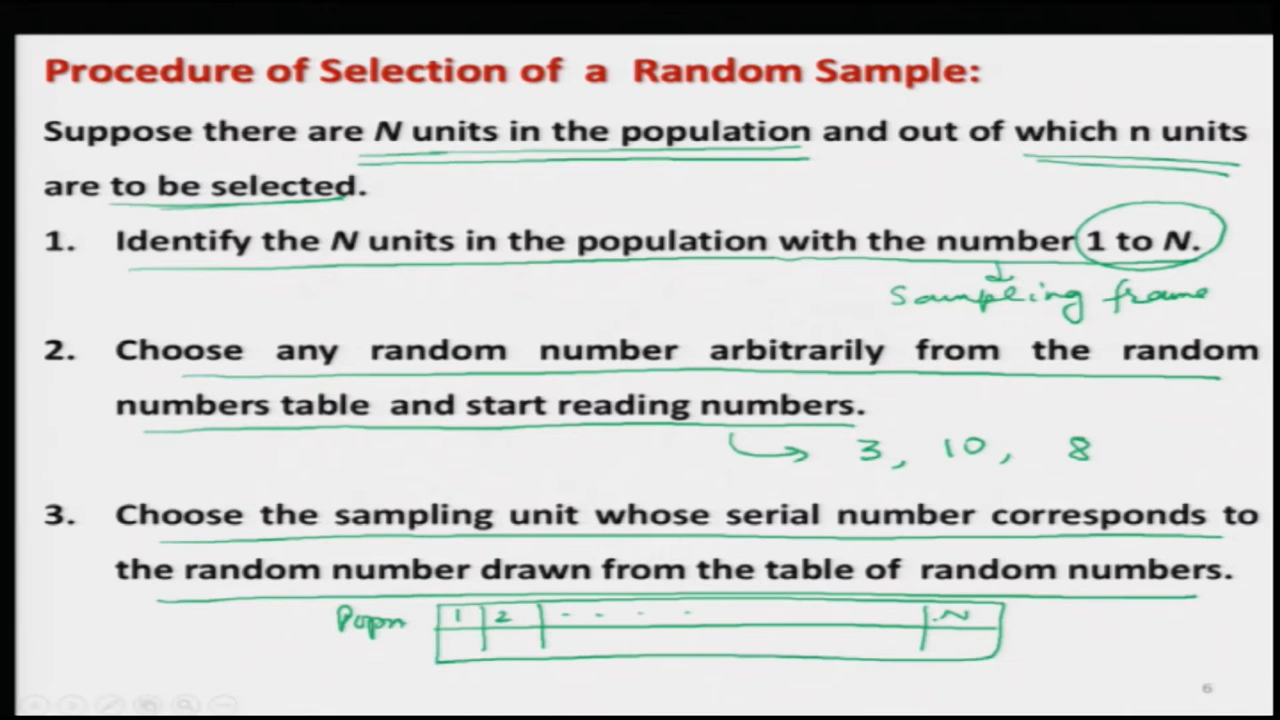 Procedure of Selection of a Random Sample:
Suppose there are N units in the population and out of which n units
are to be selected.
1. Identify the N units in the population with the number 1 to N.
Sampling frame
2. Choose any random number arbitrarily from the random
numbers table and start reading numbers.
3, 10, 8
3. Choose the sampling unit whose serial number corresponds to
the random number drawn from the table of random numbers.
Popn 1 2 . . . . N
6